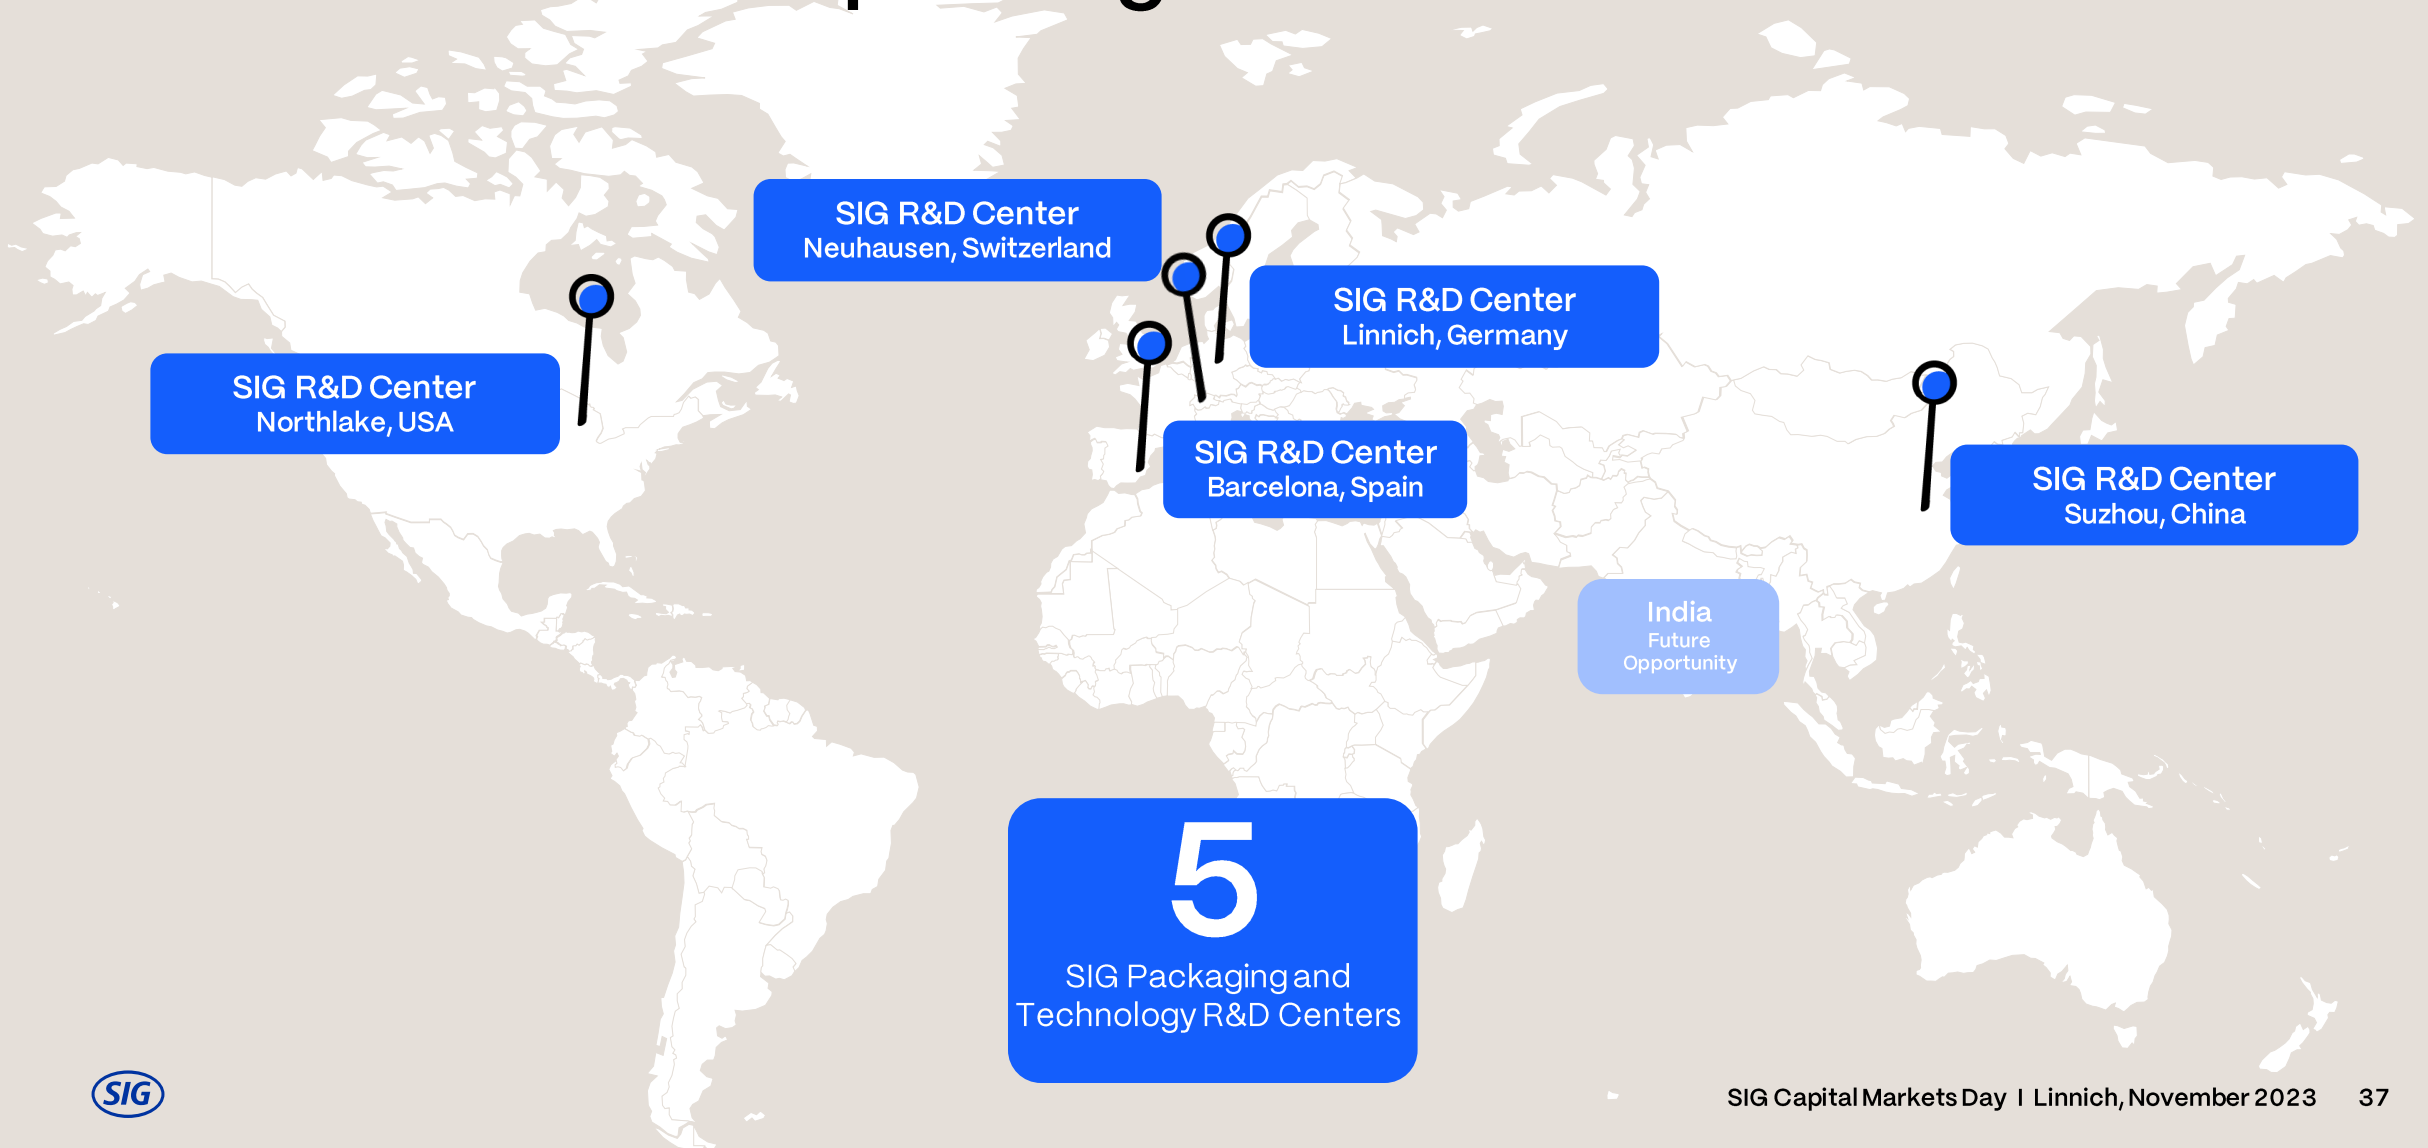 SIG R&D Center
Neuhausen, Switzerland
SIG R&D Center
Linnich, Germany
SIG R&D Center
Northlake, USA
SIG R&D Center
Barcelona, Spain
SIG R&D Center
Suzhou, China
India
Future
Opportunity
5
SIG Packaging and
Technology R&D Centers
SIG
SIG Capital Markets Day I Linnich, November 2023 37